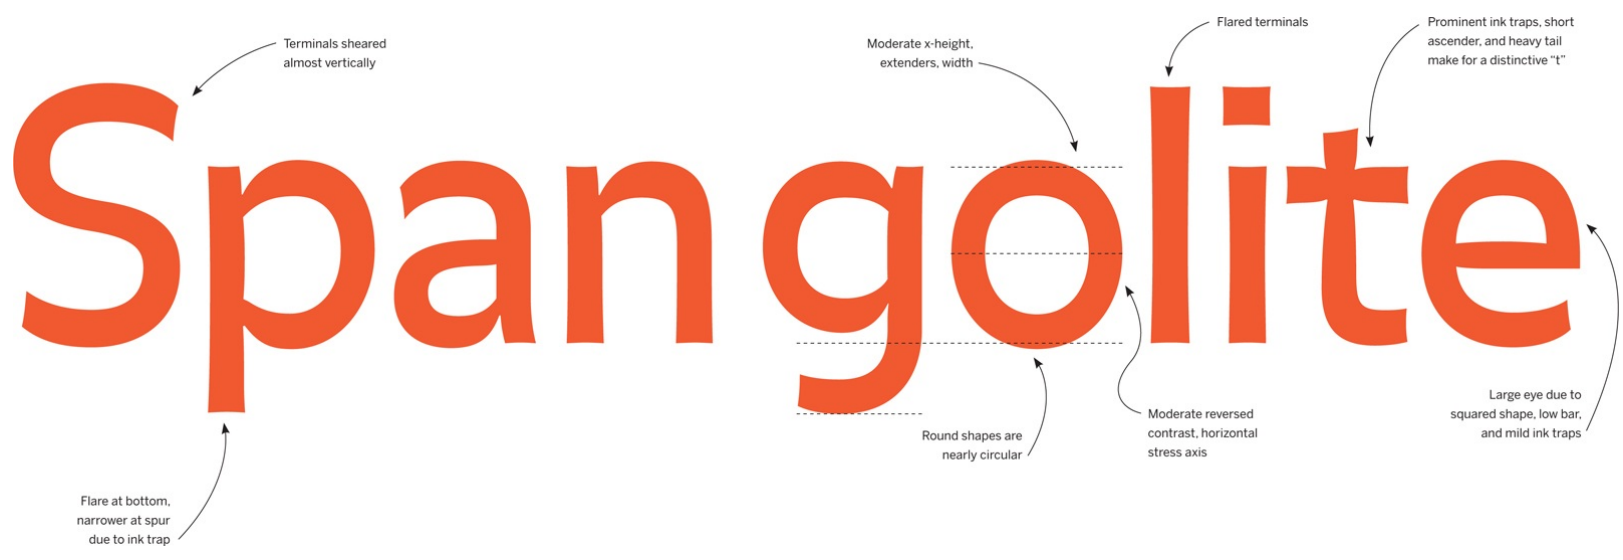 Terminals sheared
almost vertically
Moderate x-height,
extenders, width
Flared terminals
Prominent ink traps, short
ascender, and heavy tail
make for a distinctive “t”
Spangolite
Flare at bottom,
narrower at spur
due to ink trap
Round shapes are
nearly circular
Moderate reversed
contrast, horizontal
stress axis
Large eye due to
squared shape, low bar,
and mild ink traps